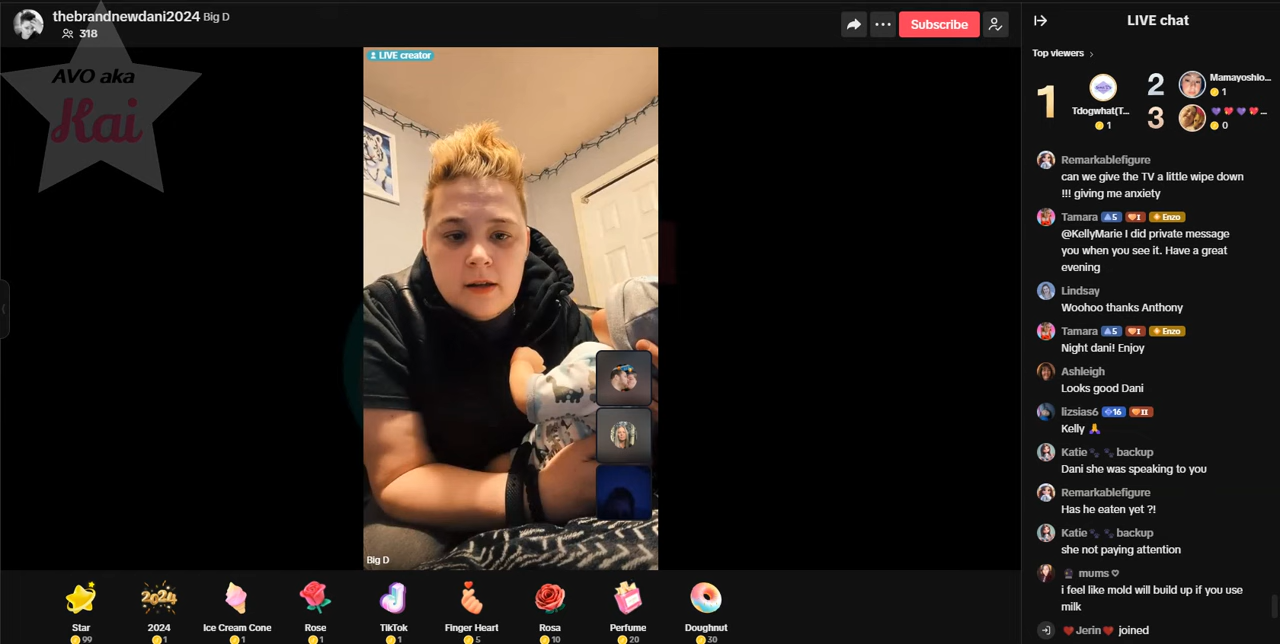 thebrandnewdani2024 Big D
318
Subscribe
AVO aka
Kai
LIVE creator
Big D
Star
99
2024
2024
1
Ice Cream Cone
1
Rose
1
TikTok
1
Finger Heart
5
Rosa
10
Perfume
20
Doughnut
30
LIVE chat
Top viewers
1
Tdogwhat(T...
1
2
Mamayoshio...
1
3
...
0
Remarkablefigure
can we give the TV a little wipe down
!!! giving me anxiety
Tamara 5 I Enzo
@KellyMarie I did private message
you when you see it. Have a great
evening
Lindsay
Woohoo thanks Anthony
Tamara 5 I Enzo
Night dani! Enjoy
Ashleigh
Looks good Dani
lizsias6 16 II
Kelly 🙏
Katie🐾 🐾 backup
Dani she was speaking to you
Remarkablefigure
Has he eaten yet ?!
Katie🐾 🐾 backup
she not paying attention
mums ♡
i feel like mold will build up if you use
milk
❤️Jerin❤️ joined